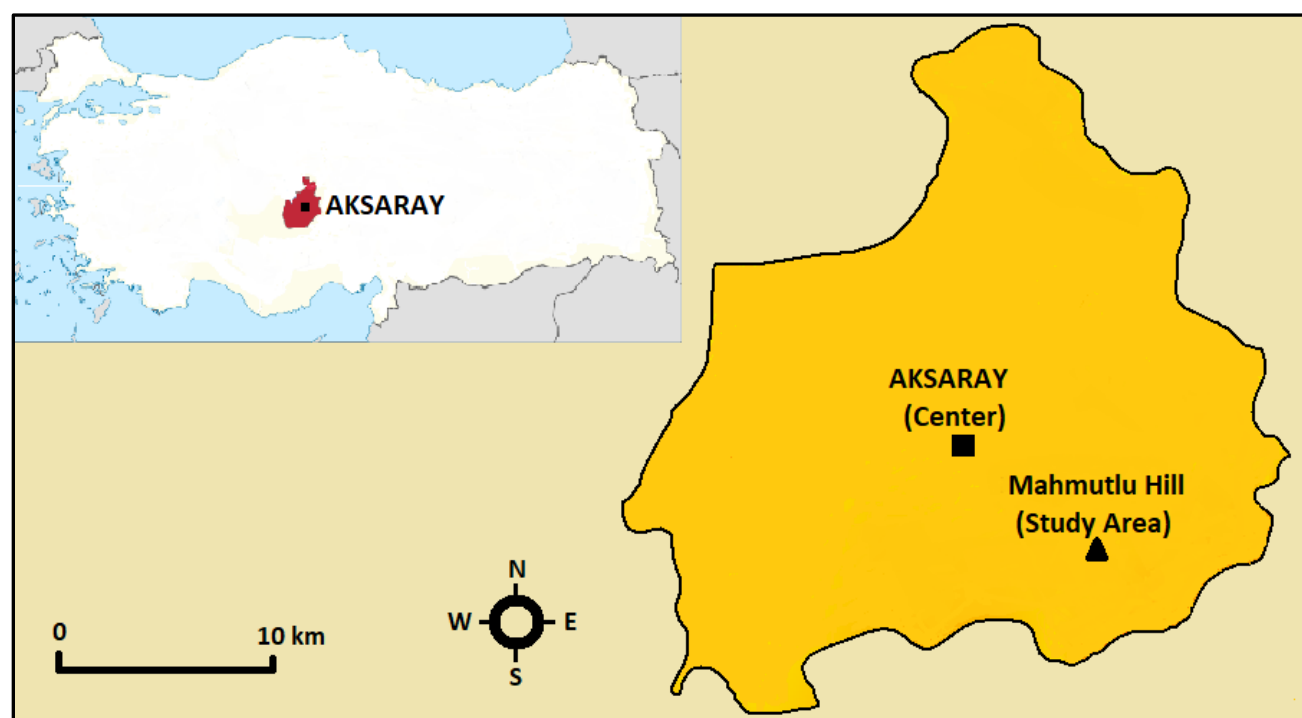 AKSARAY
AKSARAY
(Center)
Mahmutlu Hill
(Study Area)
N
W
E
S
0
10 km